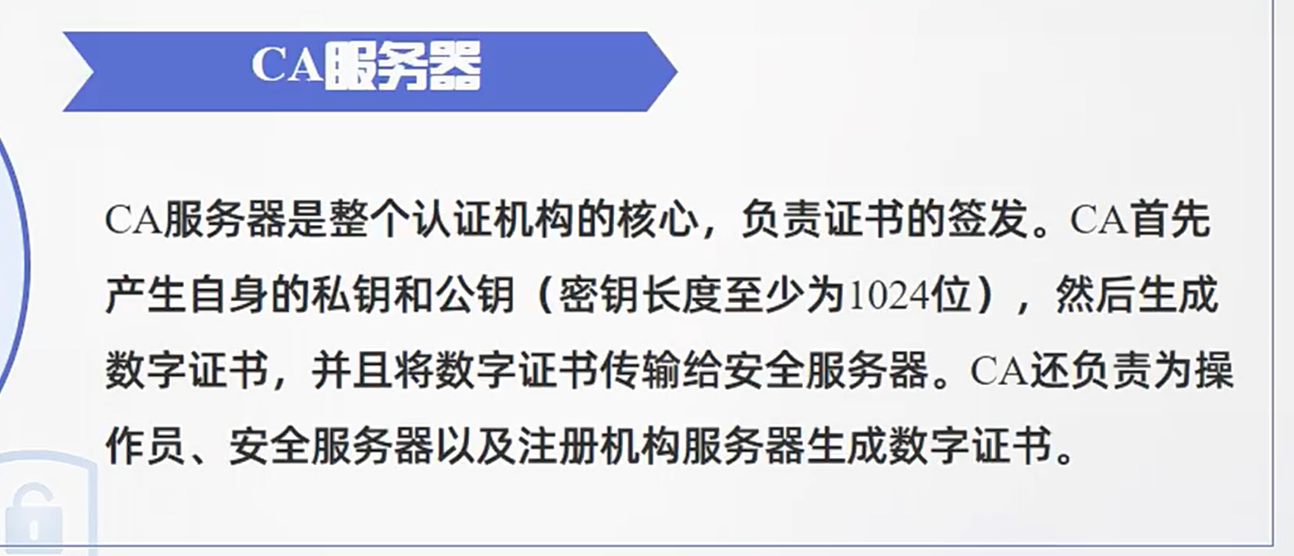 CA服务器
CA服务器是整个认证机构的核心，负责证书的签发。CA首先
产生自身的私钥和公钥（密钥长度至少为1024位），然后生成
数字证书，并且将数字证书传输给安全服务器。CA还负责为操
作员、安全服务器以及注册机构服务器生成数字证书。